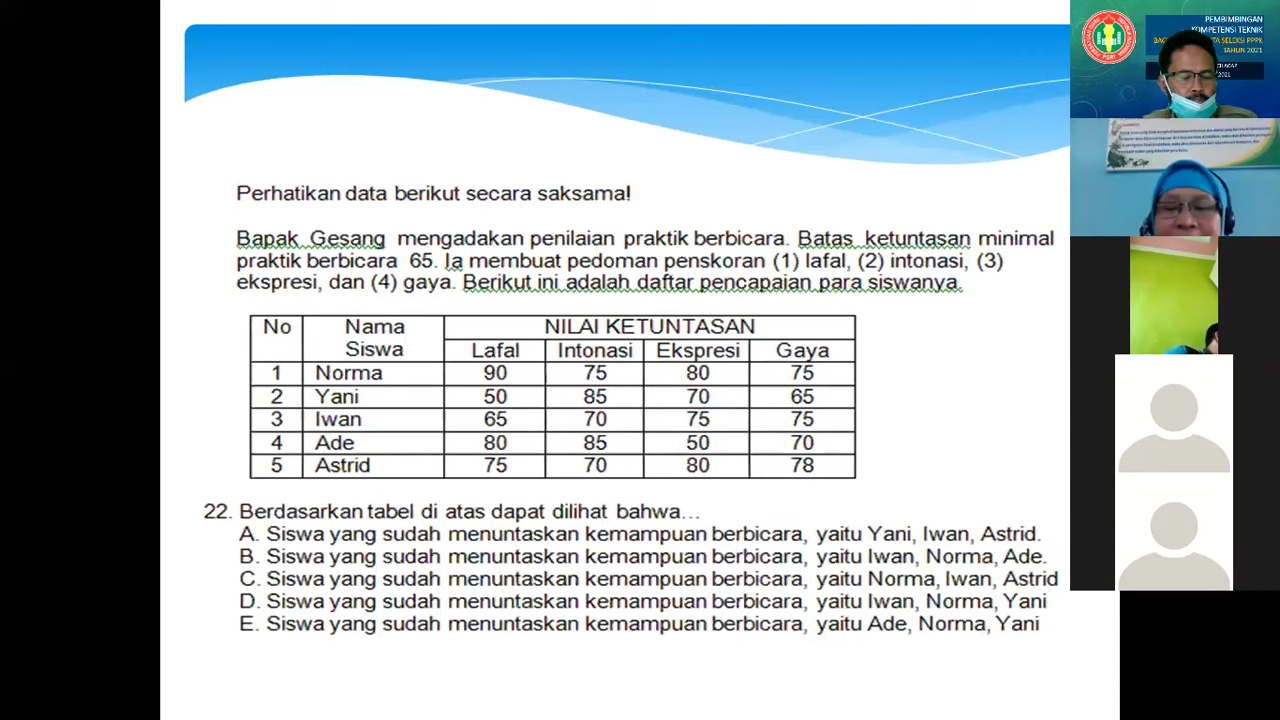 PEMBIMBINGAN
KOMPETENSI TEKNIK
SELEKSI PPPK
TAHUN 2021
2021
Perhatikan data berikut secara saksama!
Bapak Gesang mengadakan penilaian praktik berbicara. Batas ketuntasan minimal
praktik berbicara 65. Ia membuat pedoman penskoran (1) lafal, (2) intonasi, (3)
ekspresi, dan (4) gaya. Berikut ini adalah daftar pencapaian para siswanya.
No Nama Siswa NILAI KETUNTASAN
Lafal Intonasi Ekspresi Gaya
1 Norma 90 75 80 75
2 Yani 50 85 70 65
3 Iwan 65 70 75 75
4 Ade 80 85 50 70
5 Astrid 75 70 80 78
22. Berdasarkan tabel di atas dapat dilihat bahwa...
A. Siswa yang sudah menuntaskan kemampuan berbicara, yaitu Yani, Iwan, Astrid.
B. Siswa yang sudah menuntaskan kemampuan berbicara, yaitu Iwan, Norma, Ade.
C. Siswa yang sudah menuntaskan kemampuan berbicara, yaitu Norma, Iwan, Astrid
D. Siswa yang sudah menuntaskan kemampuan berbicara, yaitu Iwan, Norma, Yani
E. Siswa yang sudah menuntaskan kemampuan berbicara, yaitu Ade, Norma, Yani